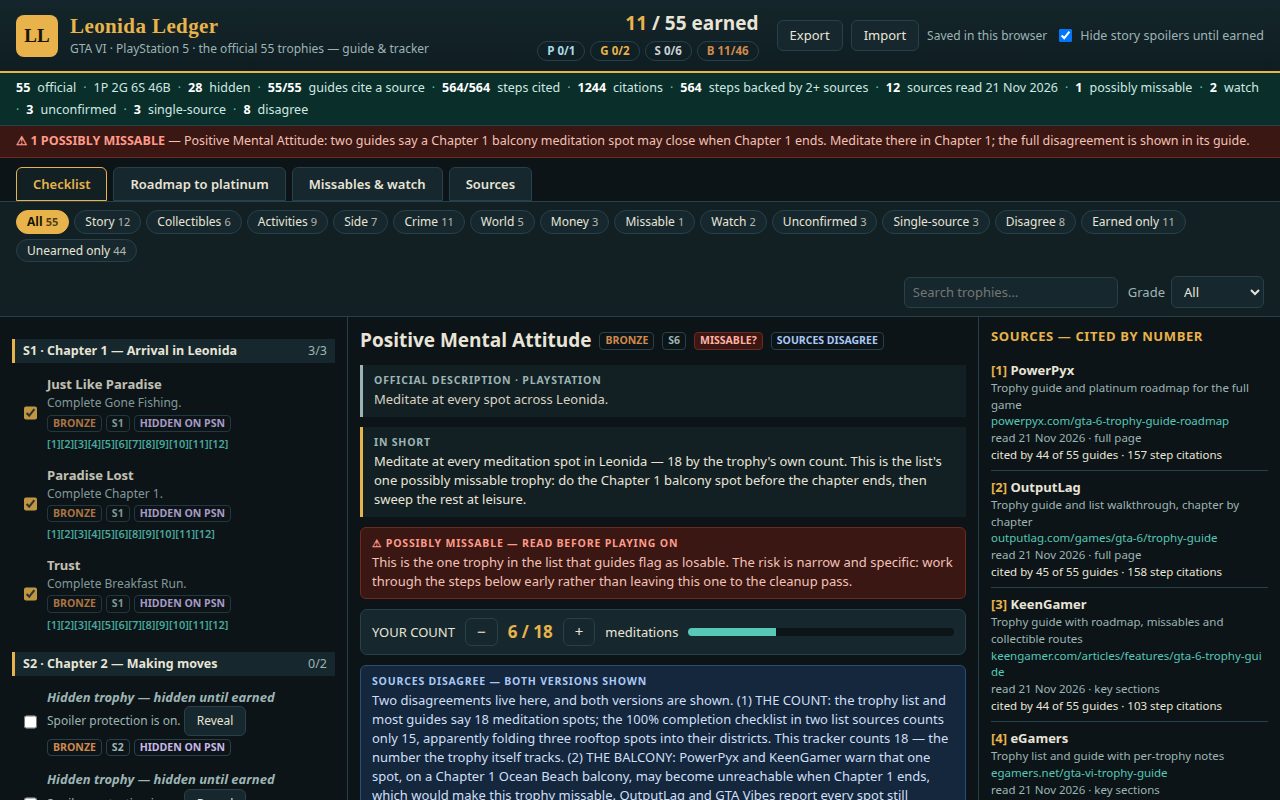 LL
Leonida Ledger
GTA VI · PlayStation 5 · the official 55 trophies — guide & tracker
11 / 55 earned
P 0/1 G 0/2 S 0/6 B 11/46
Export Import Saved in this browser Hide story spoilers until earned
55 official · 1P 2G 6S 46B · 28 hidden · 55/55 guides cite a source · 564/564 steps cited · 1244 citations · 564 steps backed by 2+ sources · 12 sources read 21 Nov 2026 · 1 possibly missable · 2 watch
· 3 unconfirmed · 3 single-source · 8 disagree
⚠ 1 POSSIBLY MISSABLE — Positive Mental Attitude: two guides say a Chapter 1 balcony meditation spot may close when Chapter 1 ends. Meditate there in Chapter 1; the full disagreement is shown in its guide.
Checklist Roadmap to platinum Missables & watch Sources
All 55 Story 12 Collectibles 6 Activities 9 Side 7 Crime 11 World 5 Money 3 Missable 1 Watch 2 Unconfirmed 3 Single-source 3 Disagree 8 Earned only 11
Unearned only 44
Search trophies... Grade All
S1 · Chapter 1 — Arrival in Leonida 3/3
Just Like Paradise
Complete Gone Fishing.
BRONZE S1 HIDDEN ON PSN
[1][2][3][4][5][6][7][8][9][10][11][12]
Paradise Lost
Complete Chapter 1.
BRONZE S1 HIDDEN ON PSN
[1][2][3][4][5][6][7][8][9][10][11][12]
Trust
Complete Breakfast Run.
BRONZE S1 HIDDEN ON PSN
[1][2][3][4][5][6][7][8][9][10][11][12]
S2 · Chapter 2 — Making moves 0/2
Hidden trophy — hidden until earned
Spoiler protection is on. Reveal
BRONZE S2 HIDDEN ON PSN
Hidden trophy — hidden until earned
Positive Mental Attitude BRONZE S6 MISSABLE? SOURCES DISAGREE
OFFICIAL DESCRIPTION · PLAYSTATION
Meditate at every spot across Leonida.
IN SHORT
Meditate at every meditation spot in Leonida — 18 by the trophy's own count. This is the list's
one possibly missable trophy: do the Chapter 1 balcony spot before the chapter ends, then
sweep the rest at leisure.
⚠ POSSIBLY MISSABLE — READ BEFORE PLAYING ON
This is the one trophy in the list that guides flag as losable. The risk is narrow and specific: work
through the steps below early rather than leaving this one to the cleanup pass.
YOUR COUNT − 6 / 18 + meditations
SOURCES DISAGREE — BOTH VERSIONS SHOWN
Two disagreements live here, and both versions are shown. (1) THE COUNT: the trophy list and
most guides say 18 meditation spots; the 100% completion checklist in two list sources counts
only 15, apparently folding three rooftop spots into their districts. This tracker counts 18 — the
number the trophy itself tracks. (2) THE BALCONY: PowerPyx and KeenGamer warn that one
spot, on a Chapter 1 Ocean Beach balcony, may become unreachable when Chapter 1 ends,
which would make this trophy missable. OutputLag and GTA Vibes report every spot still
SOURCES — CITED BY NUMBER
[1] PowerPyx
Trophy guide and platinum roadmap for the full
game
powerpyx.com/gta-6-trophy-guide-roadmap
read 21 Nov 2026 · full page
cited by 44 of 55 guides · 157 step citations
[2] OutputLag
Trophy guide and list walkthrough, chapter by
chapter
outputlag.com/games/gta-6/trophy-guide
read 21 Nov 2026 · full page
cited by 45 of 55 guides · 158 step citations
[3] KeenGamer
Trophy guide with roadmap, missables and
collectible routes
keengamer.com/articles/features/gta-6-trophy-gui
de
read 21 Nov 2026 · key sections
cited by 44 of 55 guides · 103 step citations
[4] eGamers
Trophy list and guide with per-trophy notes
egamers.net/gta-vi-trophy-guide
read 21 Nov 2026 · key sections